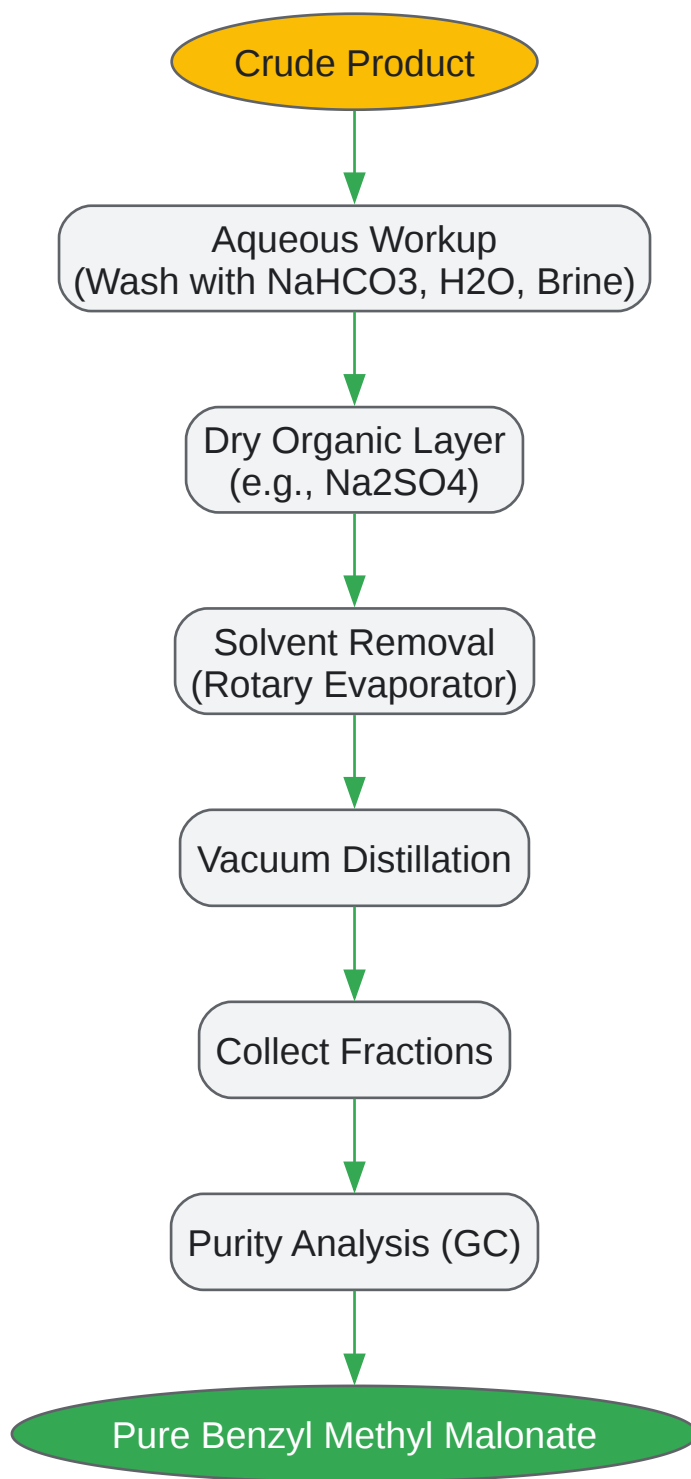 Crude Product
Aqueous Workup
(Wash with NaHCO3, H2O, Brine)
Dry Organic Layer
(e.g., Na2SO4)
Solvent Removal
(Rotary Evaporator)
Vacuum Distillation
Collect Fractions
Purity Analysis (GC)
Pure Benzyl Methyl Malonate